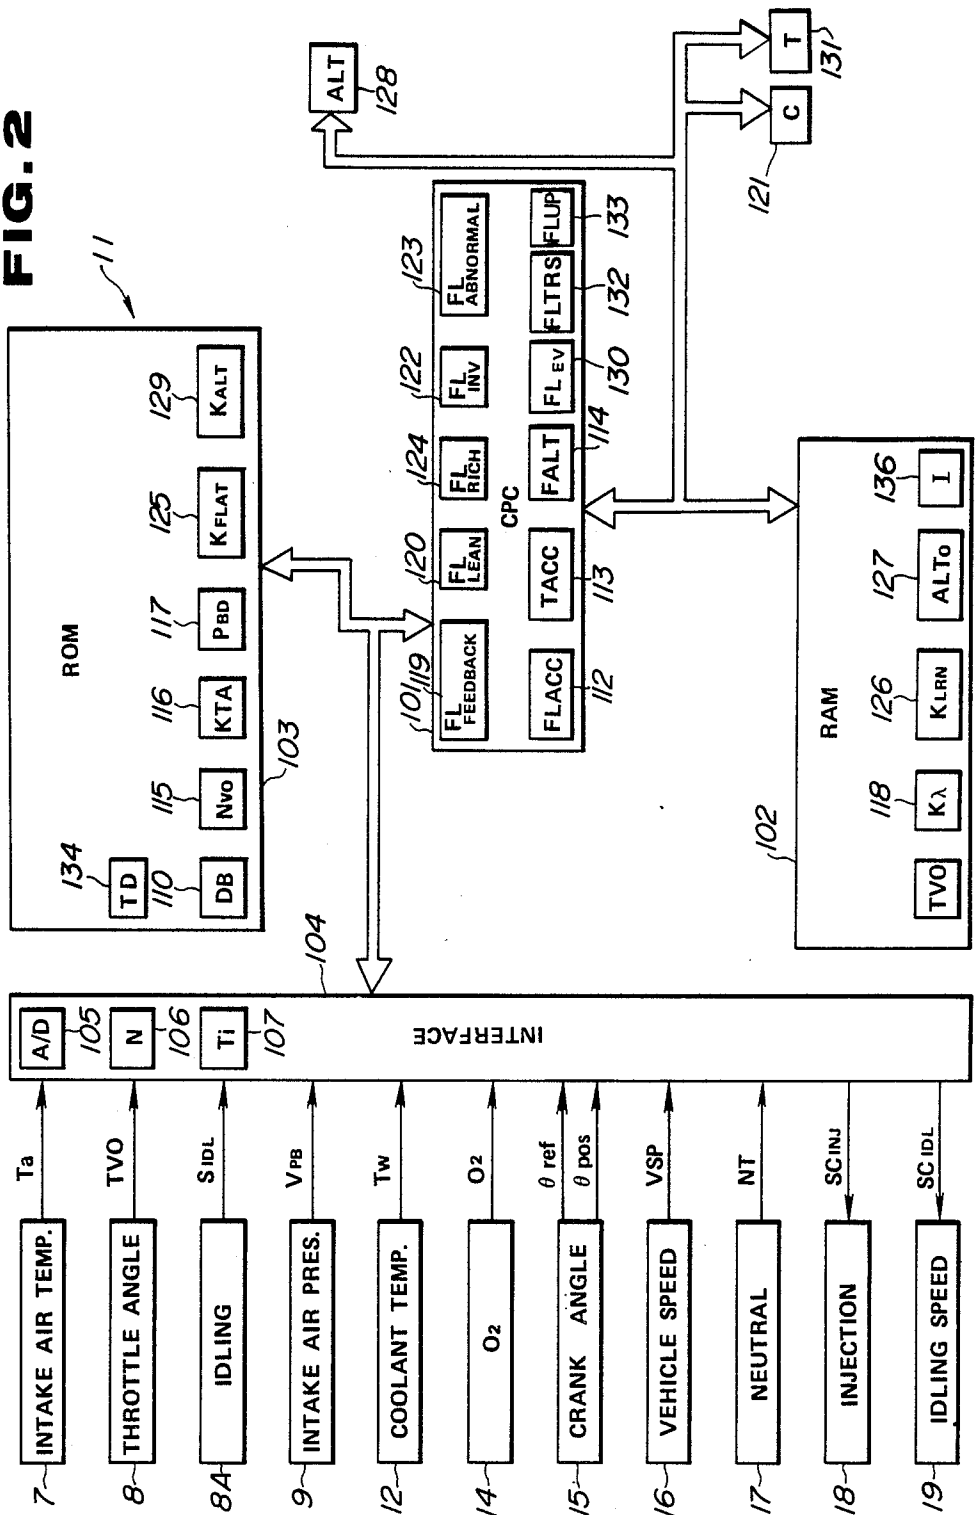 FIG.2
11
ROM
134
TD
110
DB
115
NVO
116
KTA
117
PBD
125
KFLAT
129
KALT
103
ALT
128
101
119
FL FEEDBACK
120
FL LEAN
124
FL RICH
122
FL INV
123
FL ABNORMAL
CPC
FLACC
112
TACC
113
FALT
114
FL EV
130
FLTRS
132
FLUP
133
T
131
C
121
102
RAM
TVO
118
Kλ
126
KLRN
127
ALTo
136
I
104
INTERFACE
A/D
105
N
106
Ti
107
7
INTAKE AIR TEMP.
Ta
8
THROTTLE ANGLE
TVO
8A
IDLING
SIDL
9
INTAKE AIR PRES.
VPB
12
COOLANT TEMP.
Tw
14
O2
O2
15
CRANK ANGLE
θ ref
θ pos
16
VEHICLE SPEED
VSP
17
NEUTRAL
NT
18
INJECTION
SCINJ
19
IDLING SPEED
SCIDL